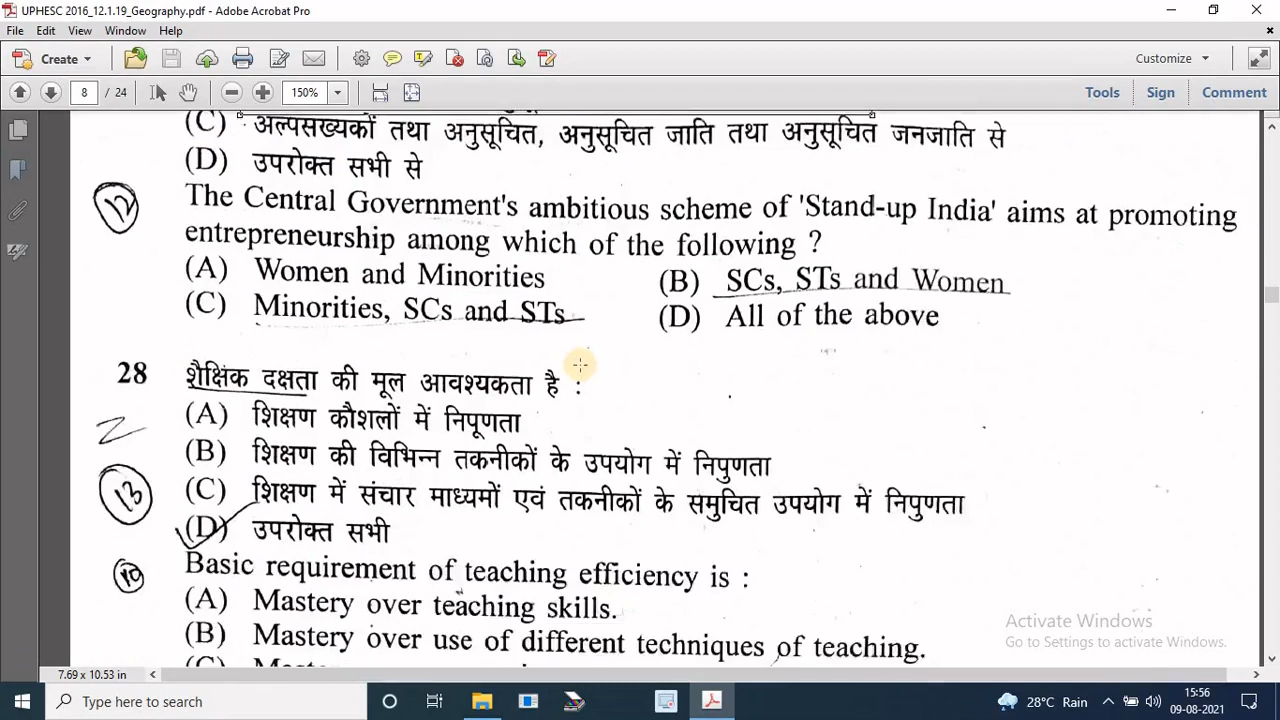 UPHESC 2016_12.1.19_Geography.pdf - Adobe Acrobat Pro
File Edit View Window Help
Create Customize
8 / 24 150% Tools Sign Comment
(C) अल्पसख्यकों तथा अनुसूचित, अनुसूचित जाति तथा अनुसूचित जनजाति से
(D) उपरोक्त सभी से
12
The Central Government's ambitious scheme of 'Stand-up India' aims at promoting
entrepreneurship among which of the following ?
(A) Women and Minorities (B) SCs, STs and Women
(C) Minorities, SCs and STs (D) All of the above
28 शैक्षिंक दक्षता की मूल आवश्यकता है :
(A) शिक्षण कौशलों में निपूणता
(B) शिक्षण की विभिन्न तकनीकों के उपयोग में निपुणता
13
(C) शिक्षण में संचार माध्यमों एवं तकनीकों के समुचित उपयोग में निपुणता
(D) उपरोक्त सभी
10
Basic requirement of teaching efficiency is :
(A) Mastery over teaching skills.
(B) Mastery over use of different techniques of teaching.
Activate Windows
Go to Settings to activate Windows.
7.69 x 10.53 in
Type here to search 28°C Rain 15:56
09-08-2021